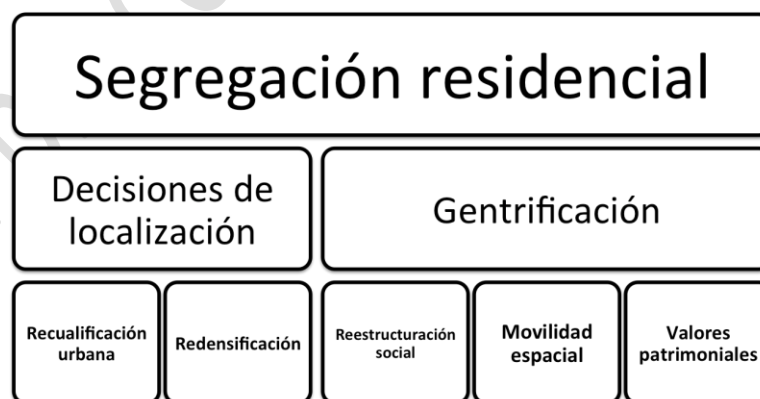 Segregación residencial
Decisiones de
localización
Gentrificación
Recualificación
urbana
Redensificación
Reestructuración
social
Movilidad
espacial
Valores
patrimoniales